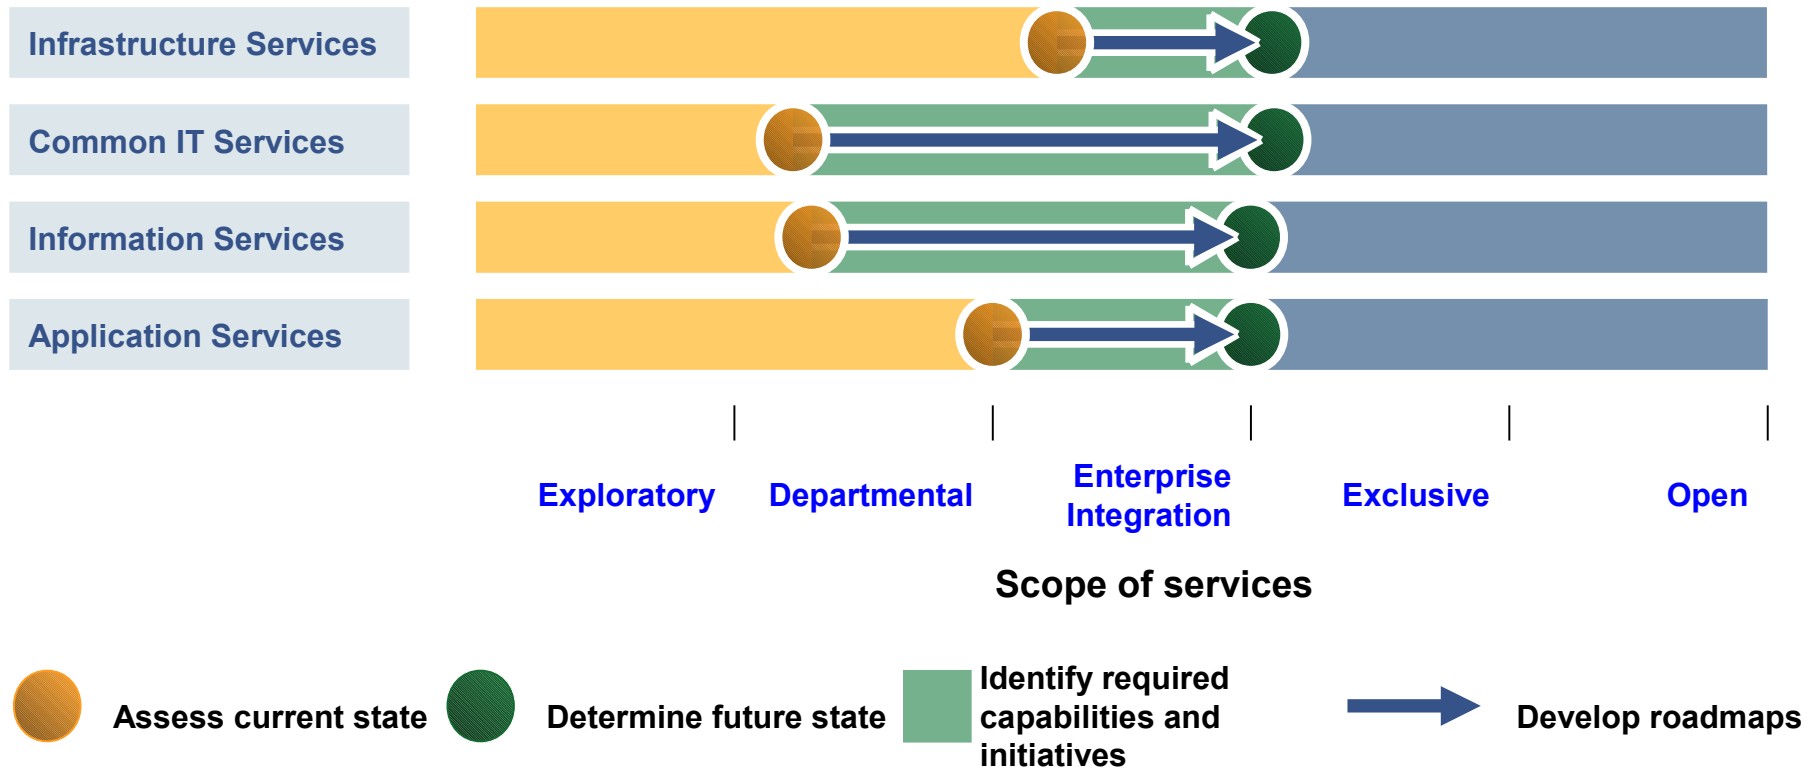 Infrastructure Services
Common IT Services
Information Services
Application Services
Exploratory
Departmental
Enterprise
Integration
Exclusive
Open
Scope of services
Assess current state
Determine future state
Identify required
capabilities and
initiatives
Develop roadmaps